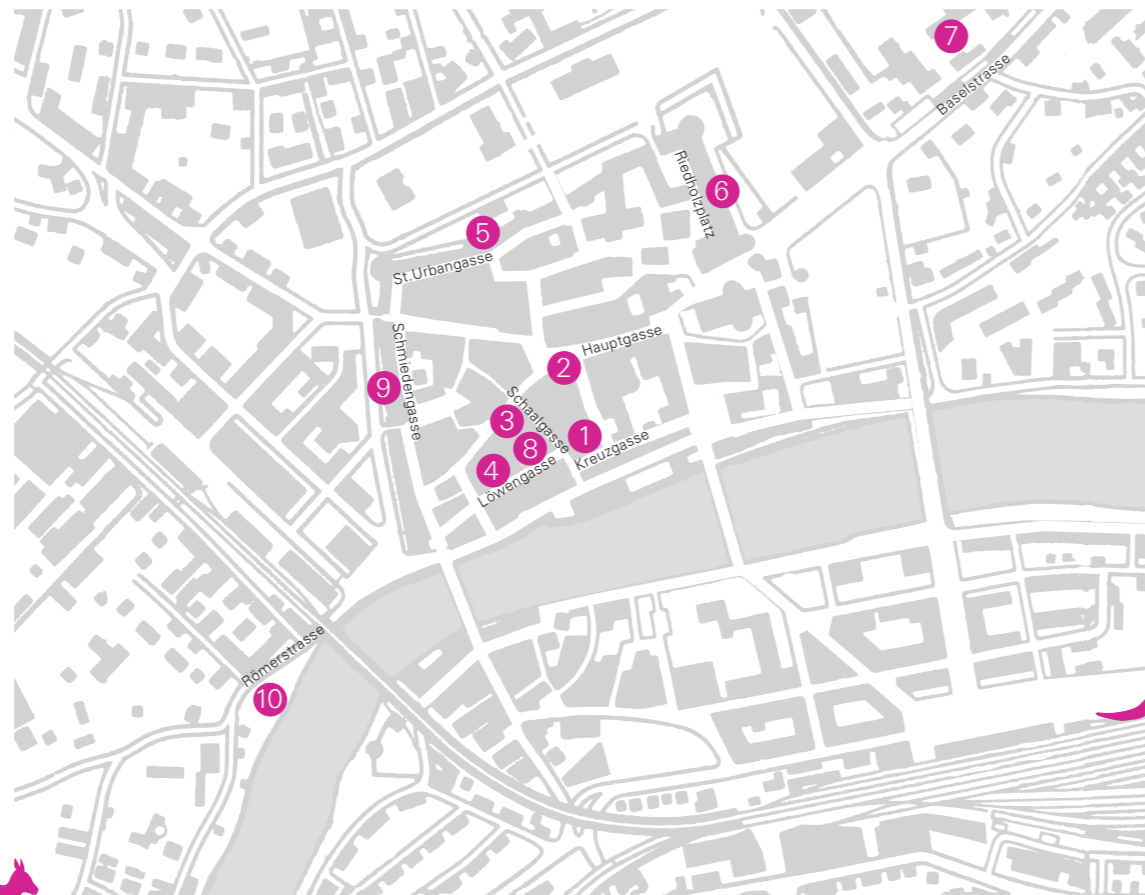 7
Baselstrasse
Riedholzplatz
6
5
St.Urbangasse
Hauptgasse
2
Schmiedengasse
9
Schaalgasse
3
1
8
Kreuzgasse
4
Löwengasse
Römerstrasse
10